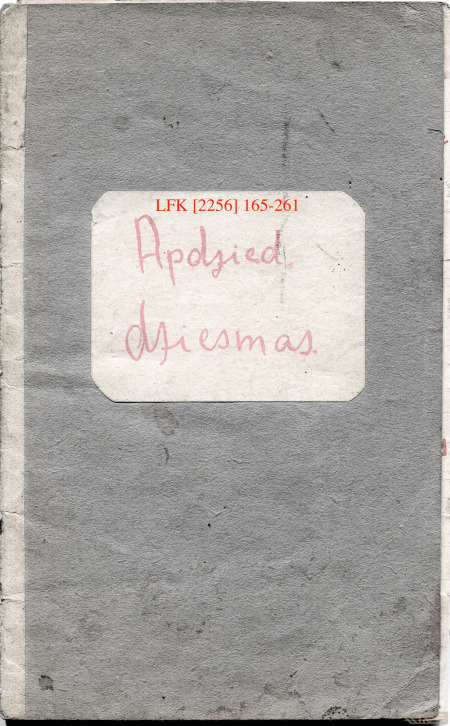 LFK [2256] 165-261
Apdzied.
dziesmas.